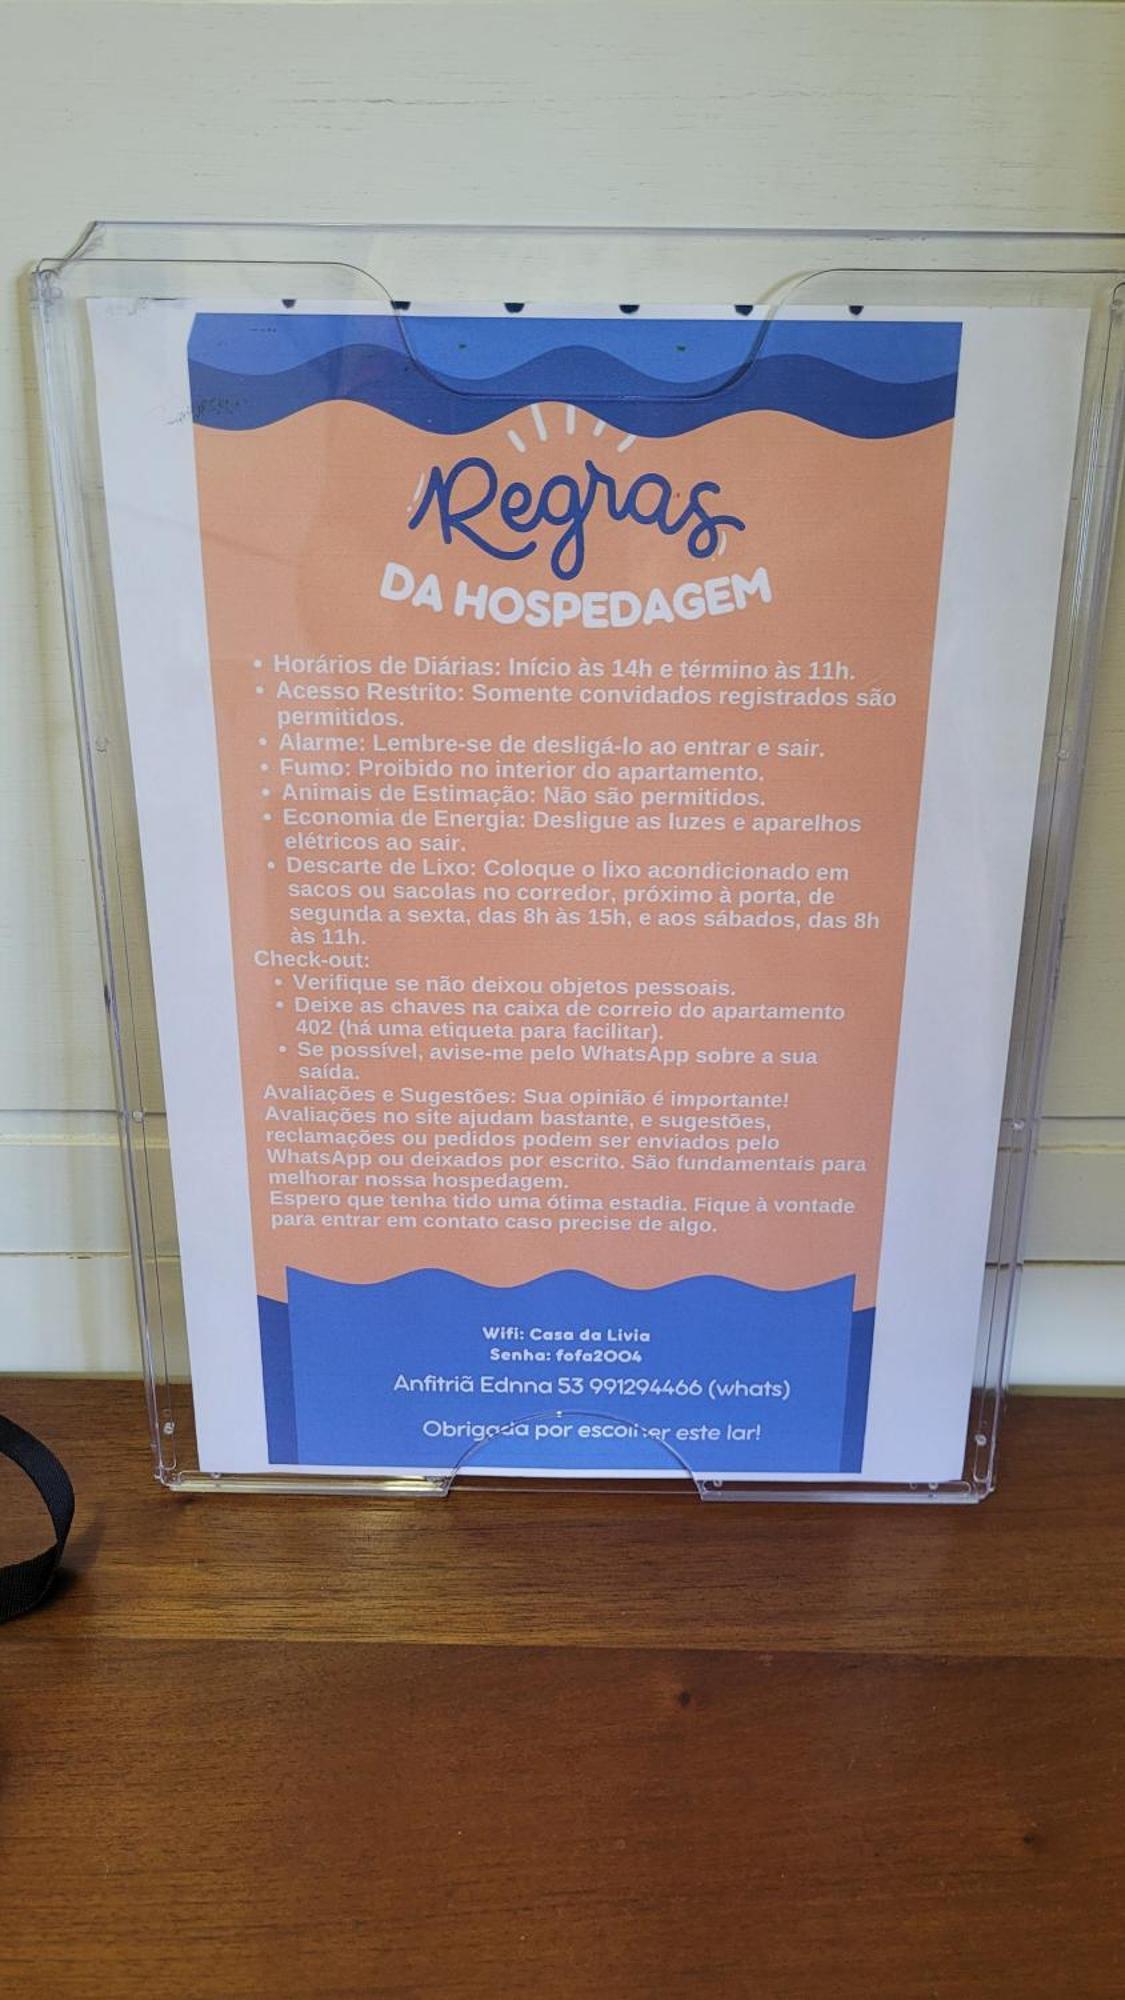 Regras
DA HOSPEDAGEM
• Horários de Diárias: Início às 14h e término às 11h.
• Acesso Restrito: Somente convidados registrados são
permitidos.
• Alarme: Lembre-se de desligá-lo ao entrar e sair.
• Fumo: Proibido no interior do apartamento.
• Animais de Estimação: Não são permitidos.
• Economia de Energia: Desligue as luzes e aparelhos
elétricos ao sair.
• Descarte de Lixo: Coloque o lixo acondicionado em
sacos ou sacolas no corredor, próximo à porta, de
segunda a sexta, das 8h às 15h, e aos sábados, das 8h
às 11h.
Check-out:
• Verifique se não deixou objetos pessoais.
• Deixe as chaves na caixa de correio do apartamento
402 (há uma etiqueta para facilitar).
• Se possível, avise-me pelo WhatsApp sobre a sua
saída.
Avaliações e Sugestões: Sua opinião é importante!
Avaliações no site ajudam bastante, e sugestões,
reclamações ou pedidos podem ser enviados pelo
WhatsApp ou deixados por escrito. São fundamentais para
melhorar nossa hospedagem.
Espero que tenha tido uma ótima estadia. Fique à vontade
para entrar em contato caso precise de algo.
Wifi: Casa da Livia
Senha: fofa2004
Anfitriã Ednna 53 991294466 (whats)
Obrigada por escolher este lar!